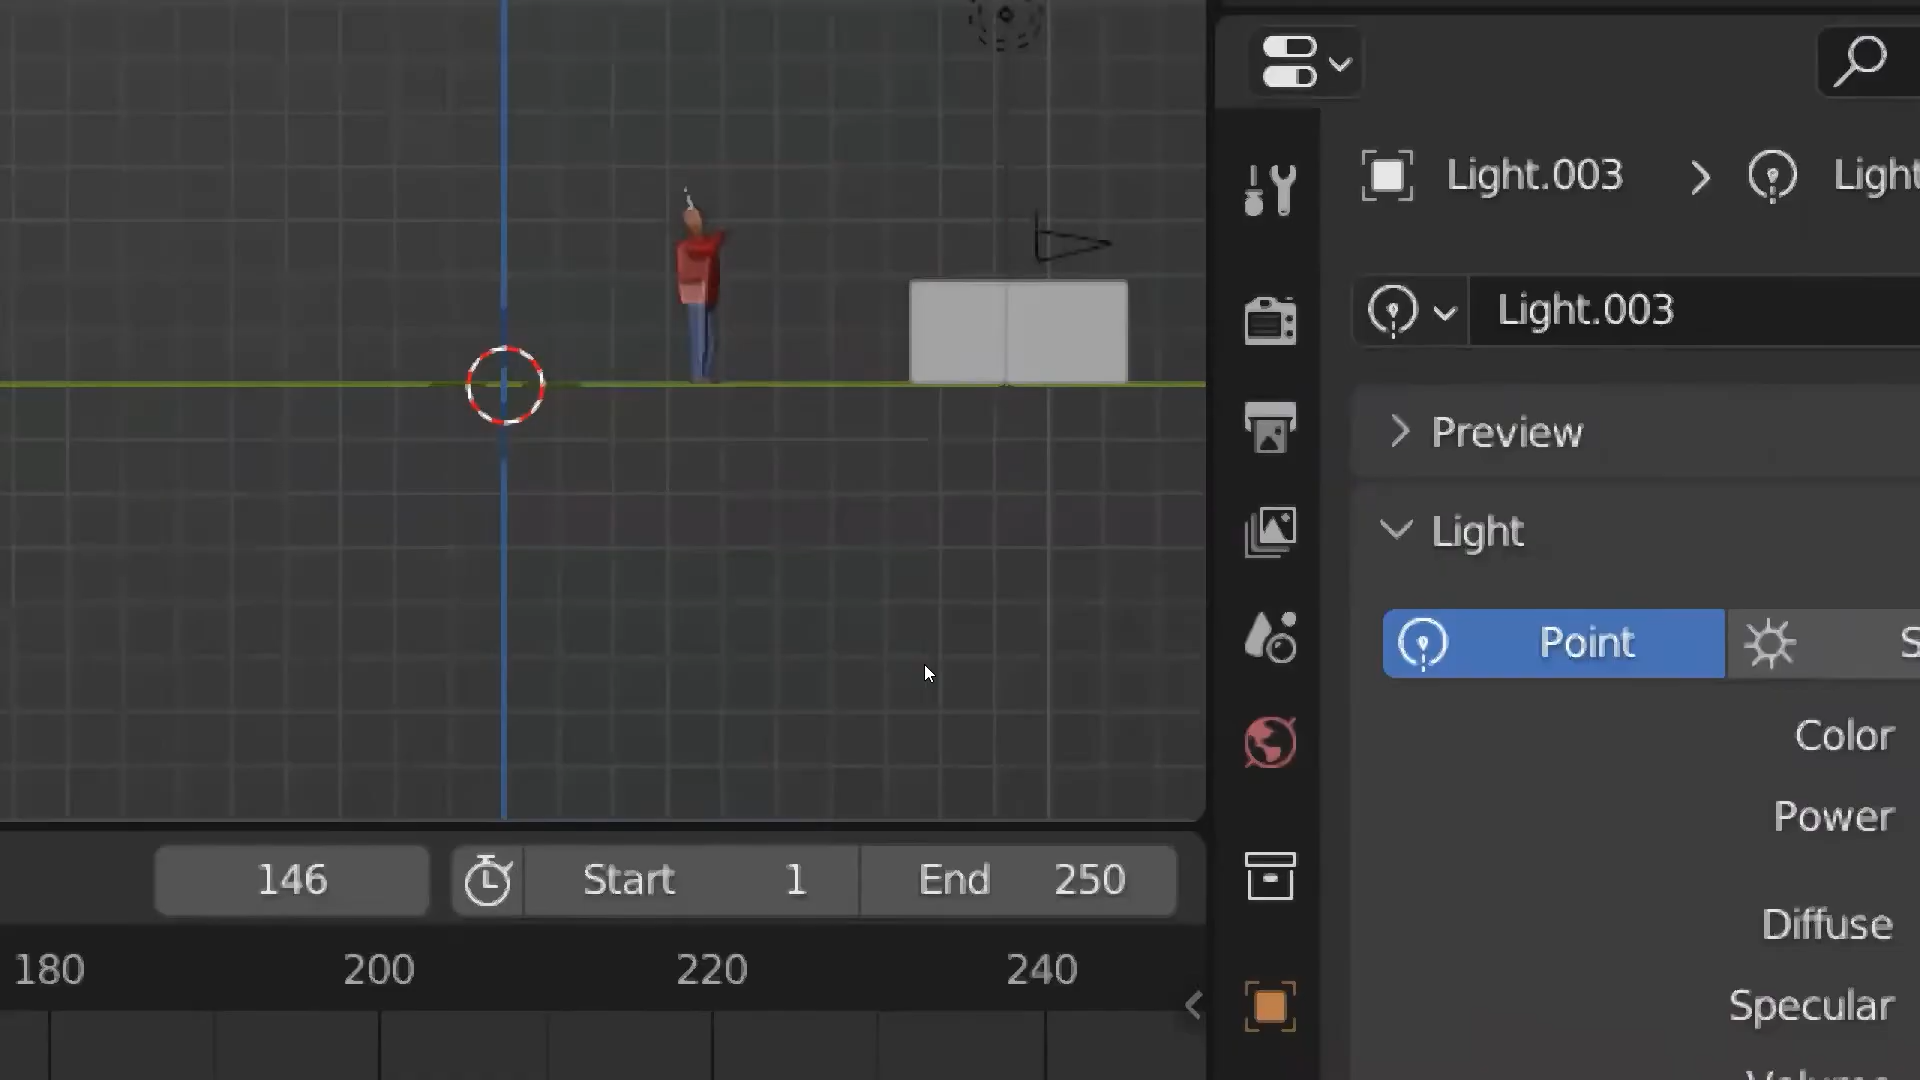 Light.003
Light
Light.003
Preview
Light
Point
S
Color
Power
Diffuse
Specular
146
Start 1
End 250
180 200 220 240